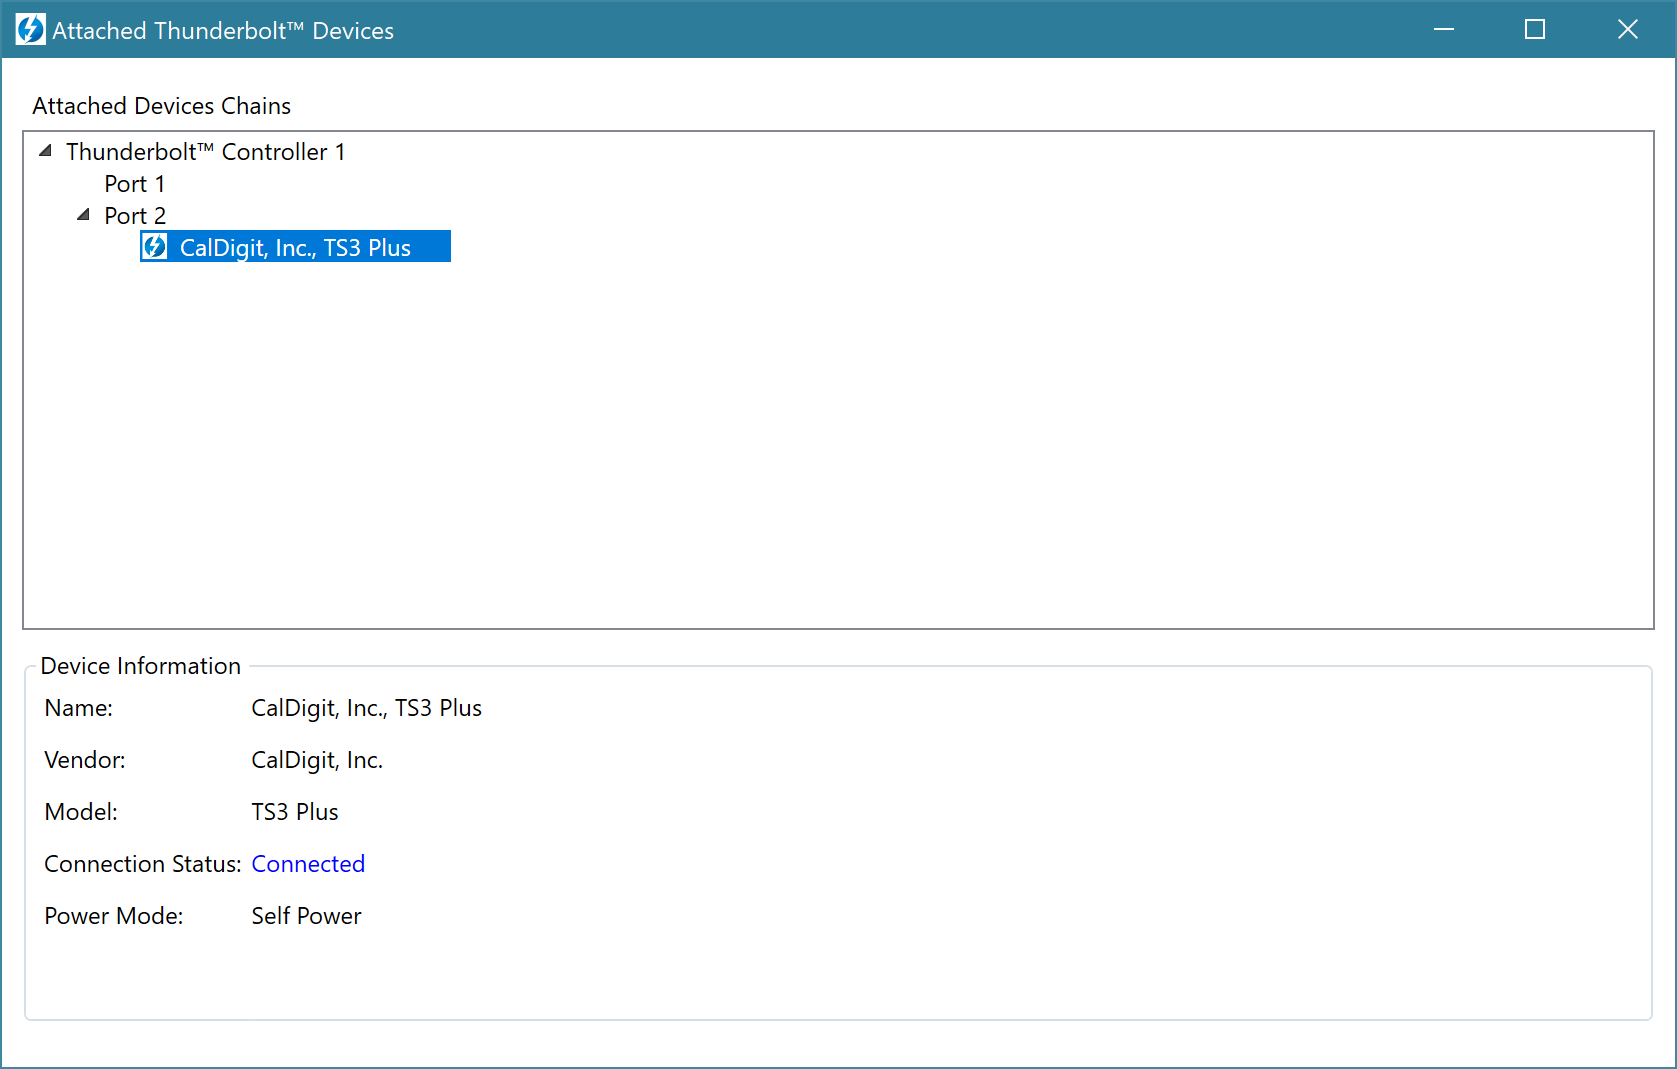 Attached Thunderbolt™ Devices
Attached Devices Chains
Thunderbolt™ Controller 1
Port 1
Port 2
CalDigit, Inc., TS3 Plus
Device Information
Name: CalDigit, Inc., TS3 Plus
Vendor: CalDigit, Inc.
Model: TS3 Plus
Connection Status: Connected
Power Mode: Self Power